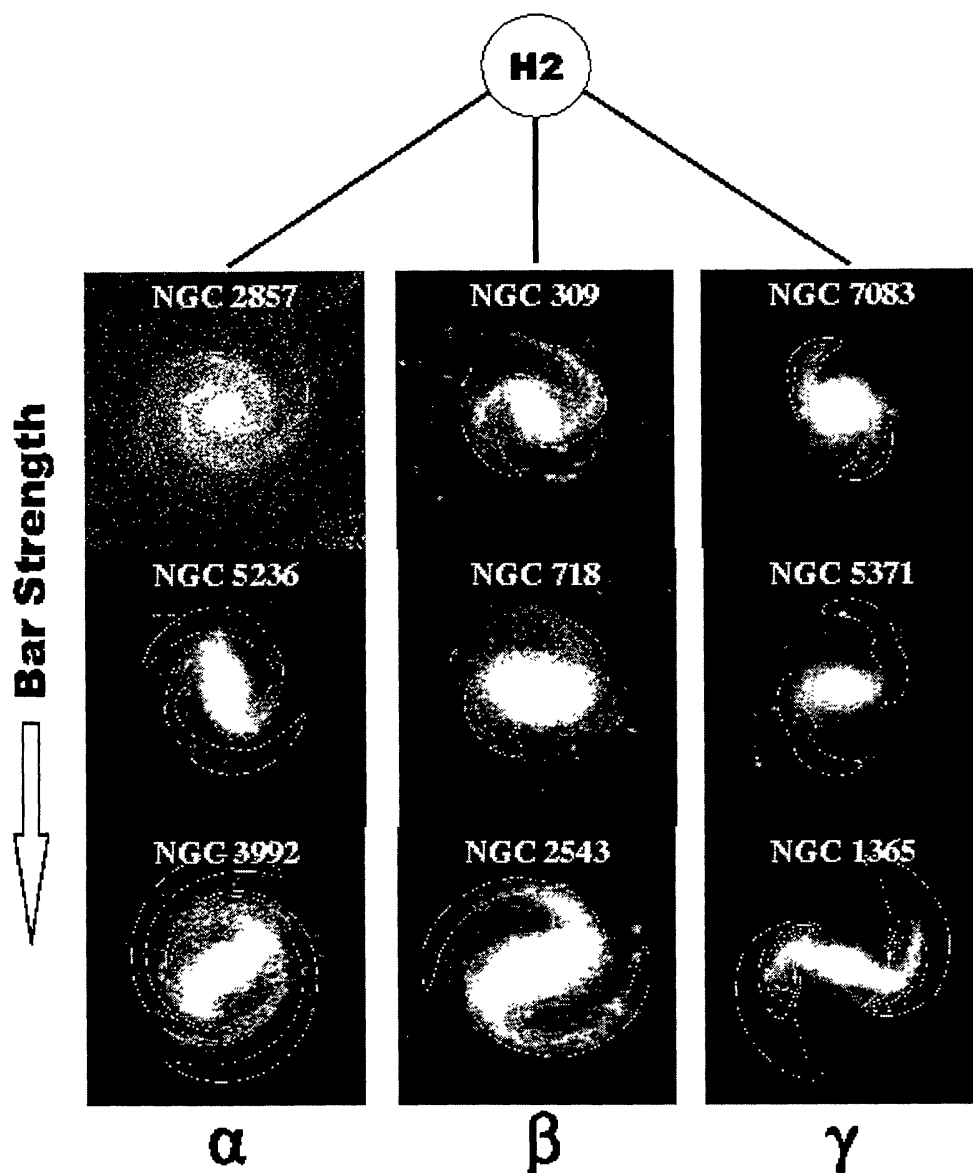 H2
NGC 2857
NGC 309
NGC 7083
NGC 5236
NGC 718
NGC 5371
NGC 3992
NGC 2543
NGC 1365
Bar Strength
α
β
γ